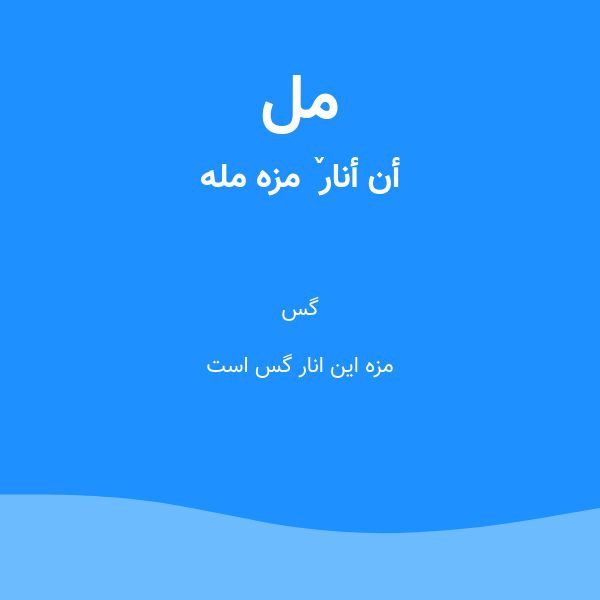 مل
أن أنارˇ مزه مله
گس
مزه این انار گس است